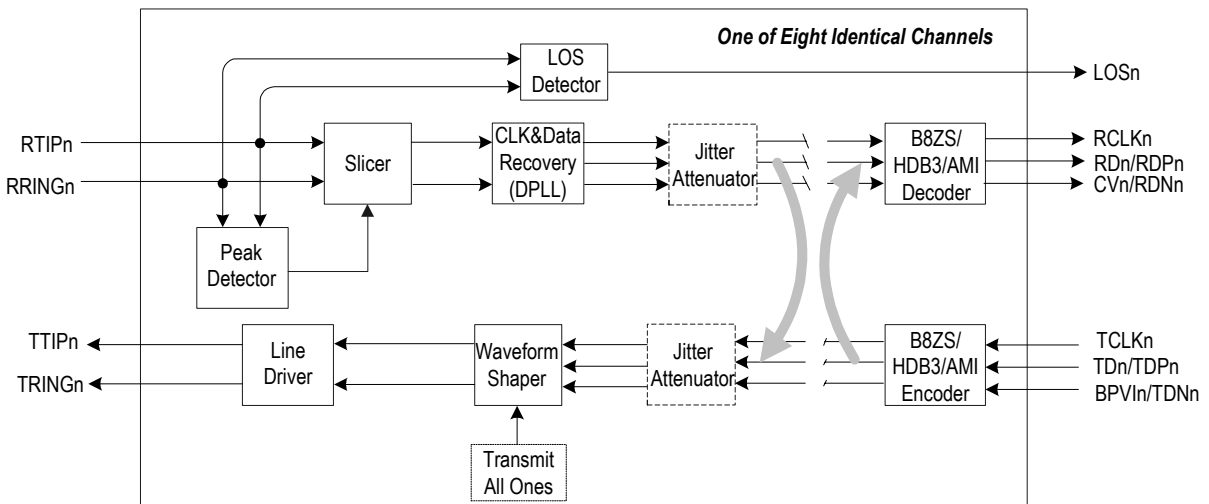 One of Eight Identical Channels
LOS
Detector
LOSn
RTIPn
RRINGn
Slicer
CLK&Data
Recovery
(DPLL)
Jitter
Attenuator
B8ZS/
HDB3/AMI
Decoder
RCLKn
RDn/RDPn
CVn/RDNn
Peak
Detector
TTIPn
TRINGn
Line
Driver
Waveform
Shaper
Jitter
Attenuator
B8ZS/
HDB3/AMI
Encoder
TCLKn
TDn/TDPn
BPVIn/TDNn
Transmit
All Ones